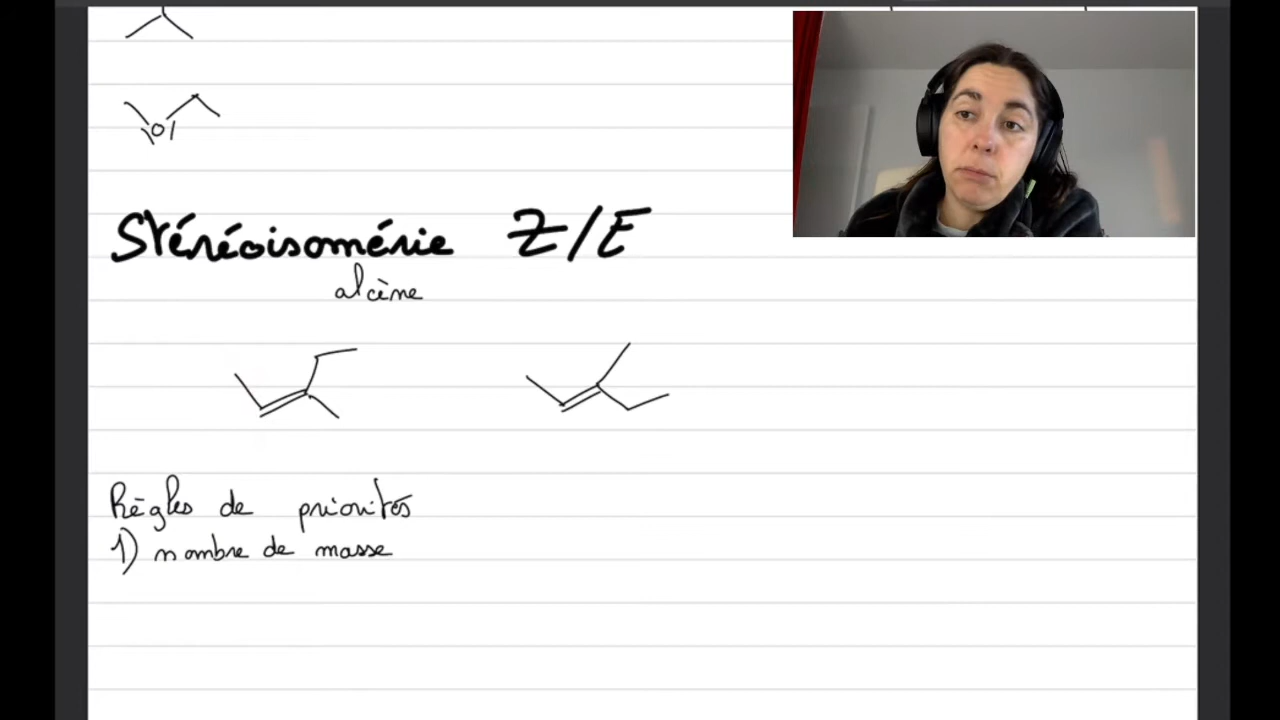 O
Stéréoisomérie Z/E
alcène
Règles de priorités
1) nombre de masse